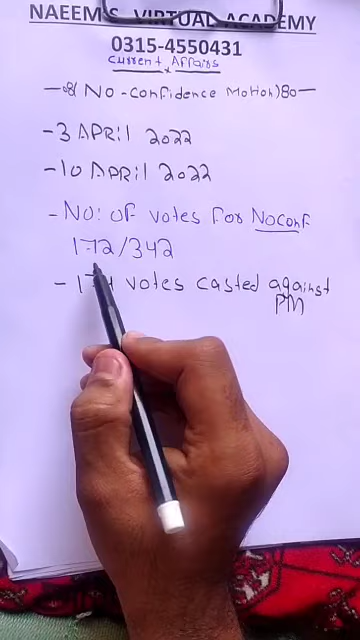 NAEEM'S VIRTUAL ACADEMY
0315-4550431
Current Affairs
No-confidence Motion
- 3 April 2022
- 10 April 2022
- No: of votes for Noconf
172/342
- votes casted against
PM